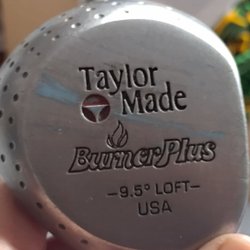 Taylor
Made
BurnerPlus
–9.5° LOFT–
USA